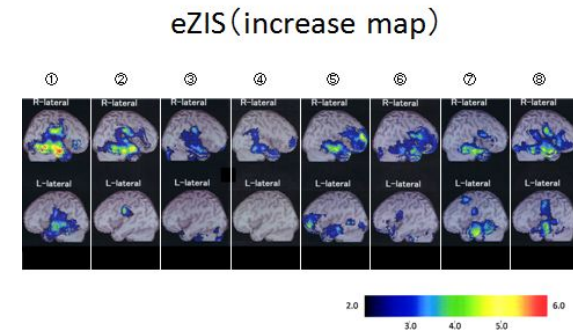 eZIS(increase map)
① ② ③ ④ ⑤ ⑥ ⑦ ⑧
R-lateral R-lateral R-lateral R-lateral R-lateral R-lateral R-lateral R-lateral
L-lateral L-lateral L-lateral L-lateral L-lateral L-lateral L-lateral L-lateral
2.0 6.0
3.0 4.0 5.0